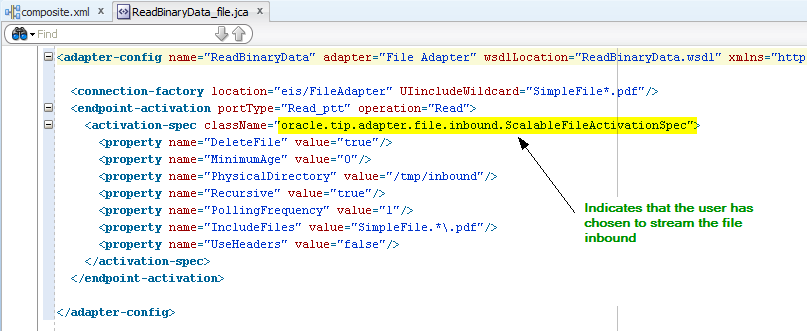 composite.xml x ReadBinaryData_file.jca x
Find
<adapter-config name="ReadBinaryData" adapter="File Adapter" wsdlLocation="ReadBinaryData.wsdl" xmlns="http
<connection-factory location="eis/FileAdapter" UIincludeWildcard="SimpleFile*.pdf"/>
<endpoint-activation portType="Read_ptt" operation="Read">
<activation-spec className="oracle.tip.adapter.file.inbound.ScalableFileActivationSpec">
<property name="DeleteFile" value="true"/>
<property name="MinimumAge" value="0"/>
<property name="PhysicalDirectory" value="/tmp/inbound"/>
<property name="Recursive" value="true"/>
<property name="PollingFrequency" value="1"/>
<property name="IncludeFiles" value="SimpleFile.*\.pdf"/>
<property name="UseHeaders" value="false"/>
</activation-spec>
</endpoint-activation>
</adapter-config>
Indicates that the user has
chosen to stream the file
inbound